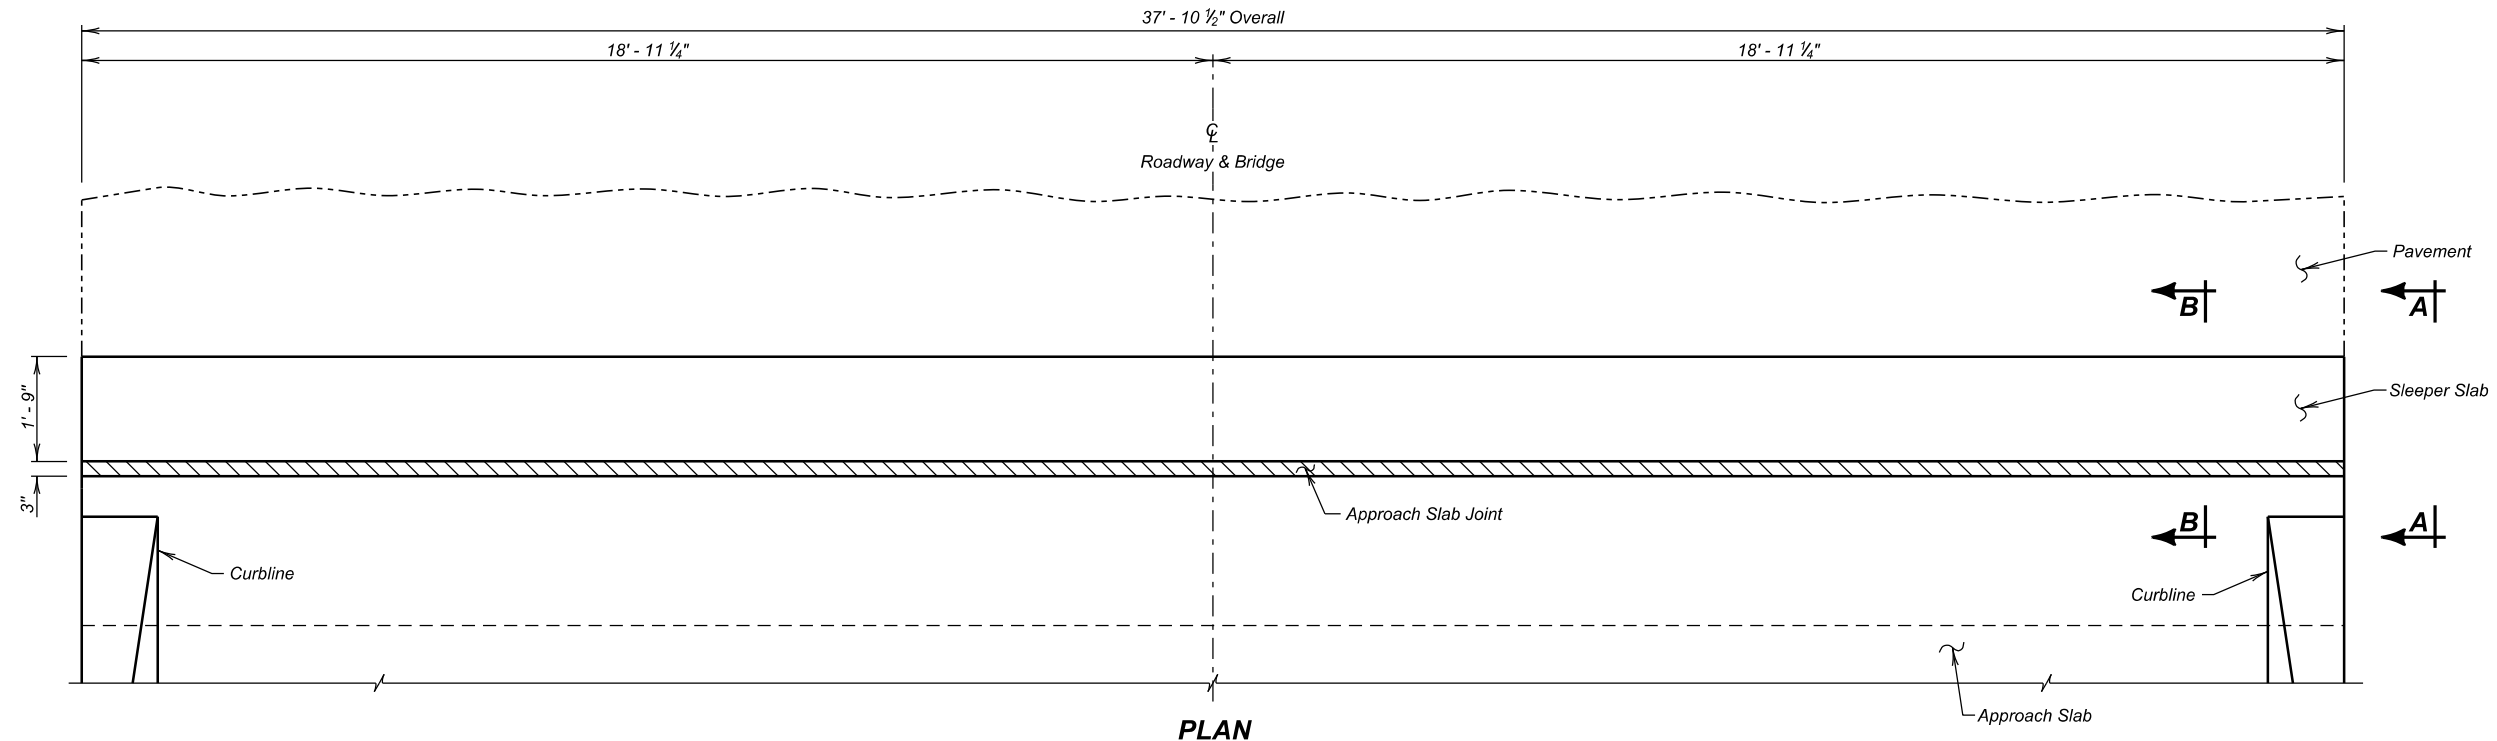 37' - 10 1/2" Overall
18' - 11 1/4"
18' - 11 1/4"
CL
Roadway & Bridge
Pavement
B
A
1' - 9"
Sleeper Slab
3"
Approach Slab Joint
B
A
Curbline
Curbline
Approach Slab
PLAN